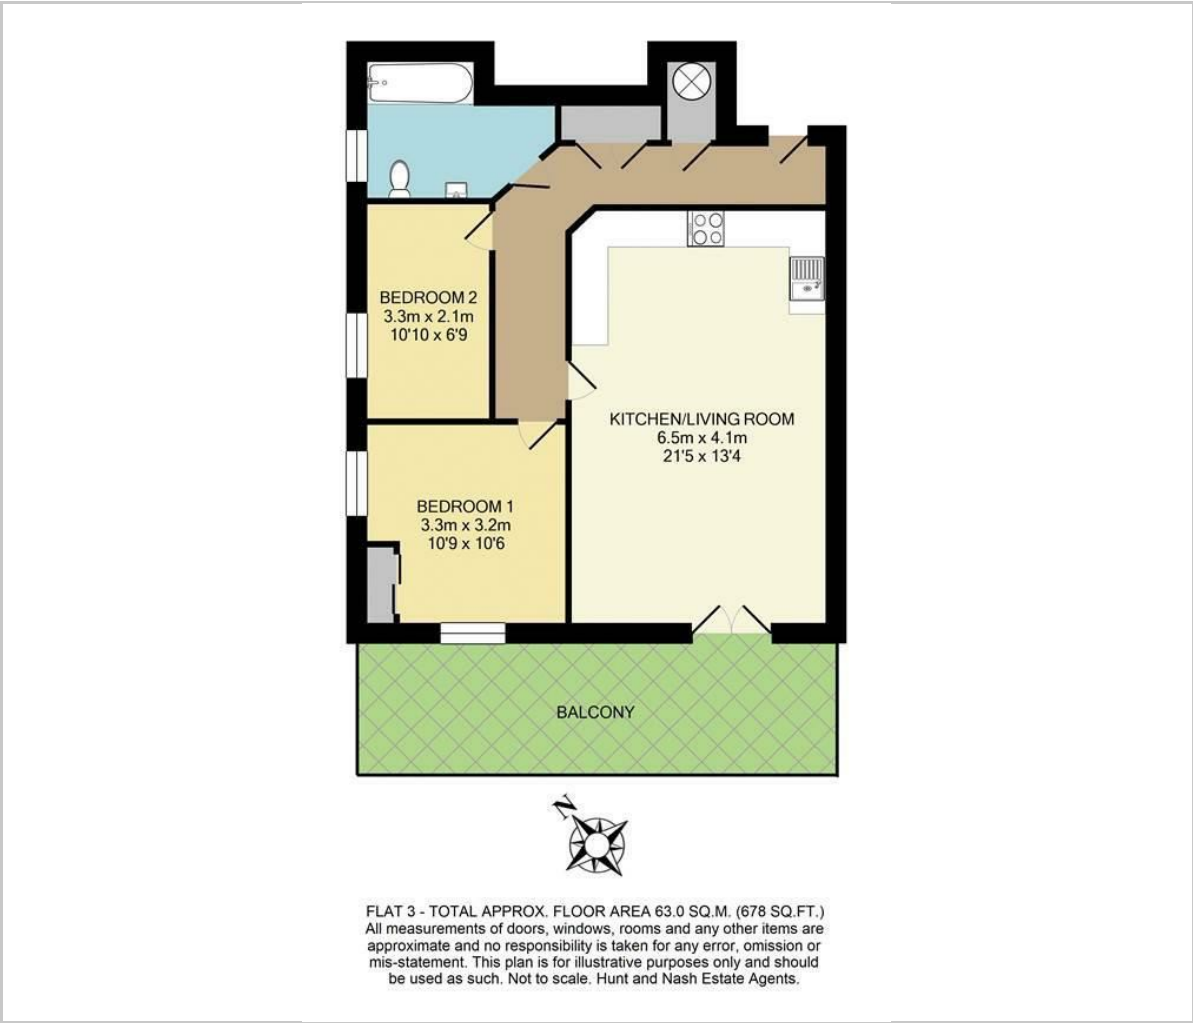 BEDROOM 2
3.3m x 2.1m
10'10 x 6'9
KITCHEN/LIVING ROOM
6.5m x 4.1m
21'5 x 13'4
BEDROOM 1
3.3m x 3.2m
10'9 x 10'6
BALCONY
N
FLAT 3 - TOTAL APPROX. FLOOR AREA 63.0 SQ.M. (678 SQ.FT.)
All measurements of doors, windows, rooms and any other items are
approximate and no responsibility is taken for any error, omission or
mis-statement. This plan is for illustrative purposes only and should
be used as such. Not to scale. Hunt and Nash Estate Agents.